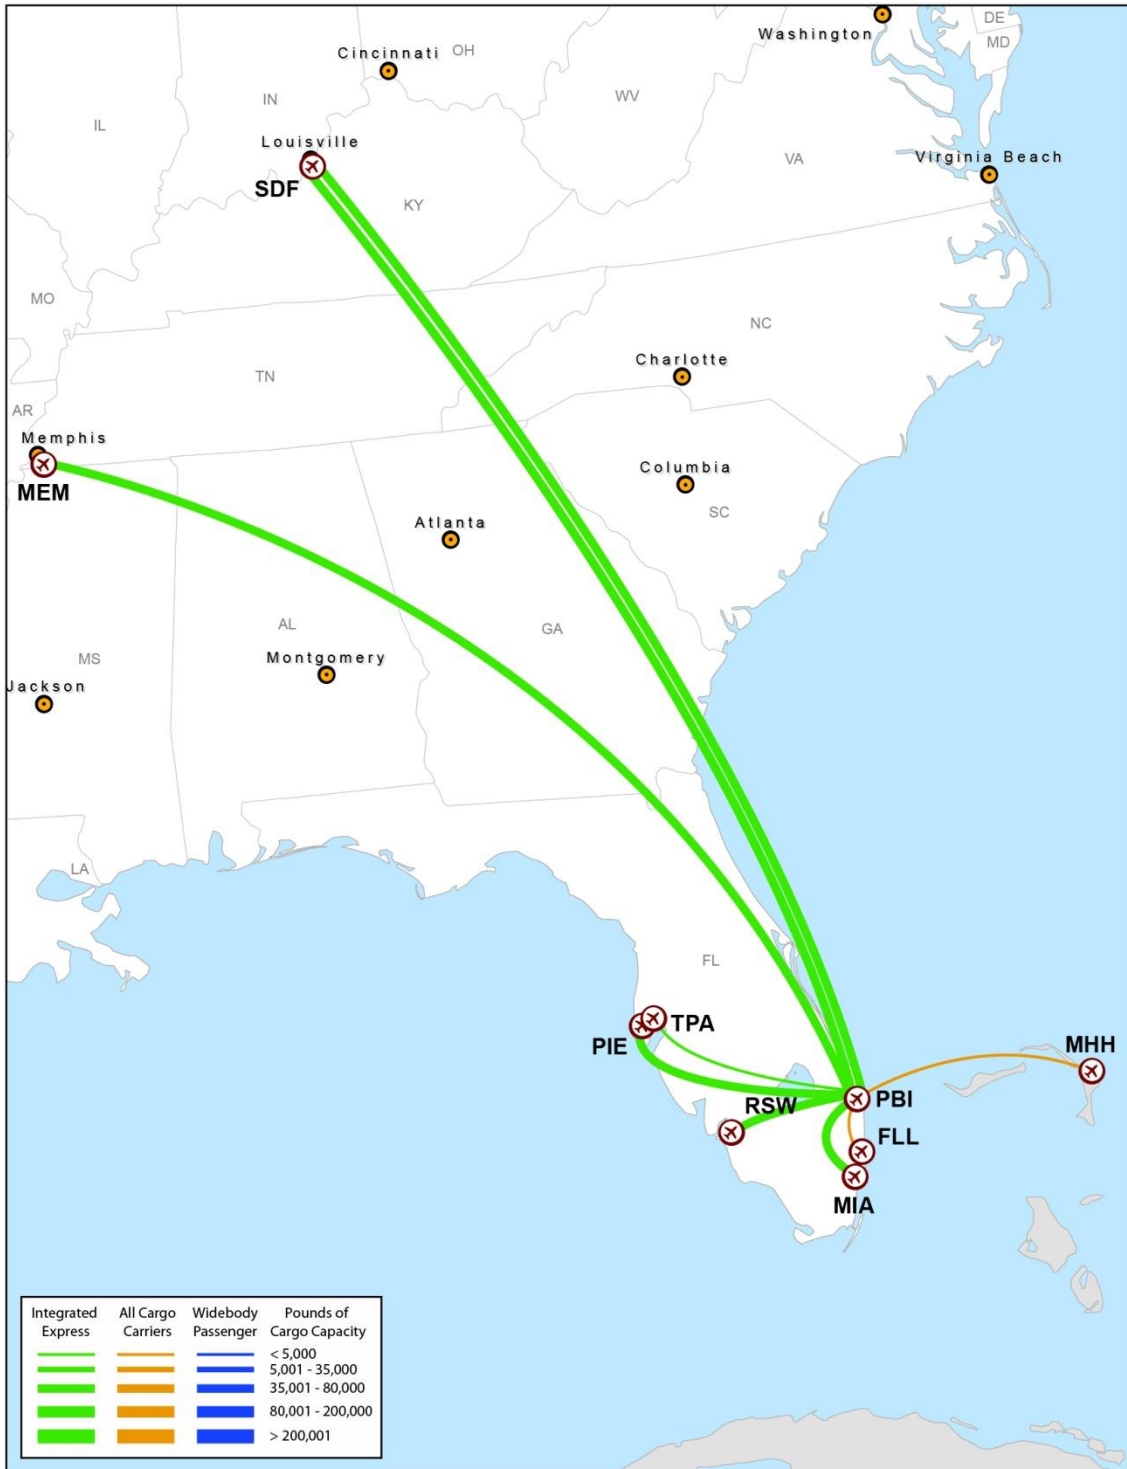 Washington
DE
MD
Cincinnati
OH
IN
WV
IL
Louisville
VA
Virginia Beach
SDF
KY
MO
NC
Charlotte
TN
AR
Memphis
MEM
Columbia
SC
Atlanta
AL
GA
MS
Montgomery
Jackson
LA
FL
TPA
PIE
MHH
RSW
PBI
FLL
MIA
Integrated Express
All Cargo Carriers
Widebody Passenger
Pounds of Cargo Capacity
< 5,000
5,001 - 35,000
35,001 - 80,000
80,001 - 200,000
> 200,001